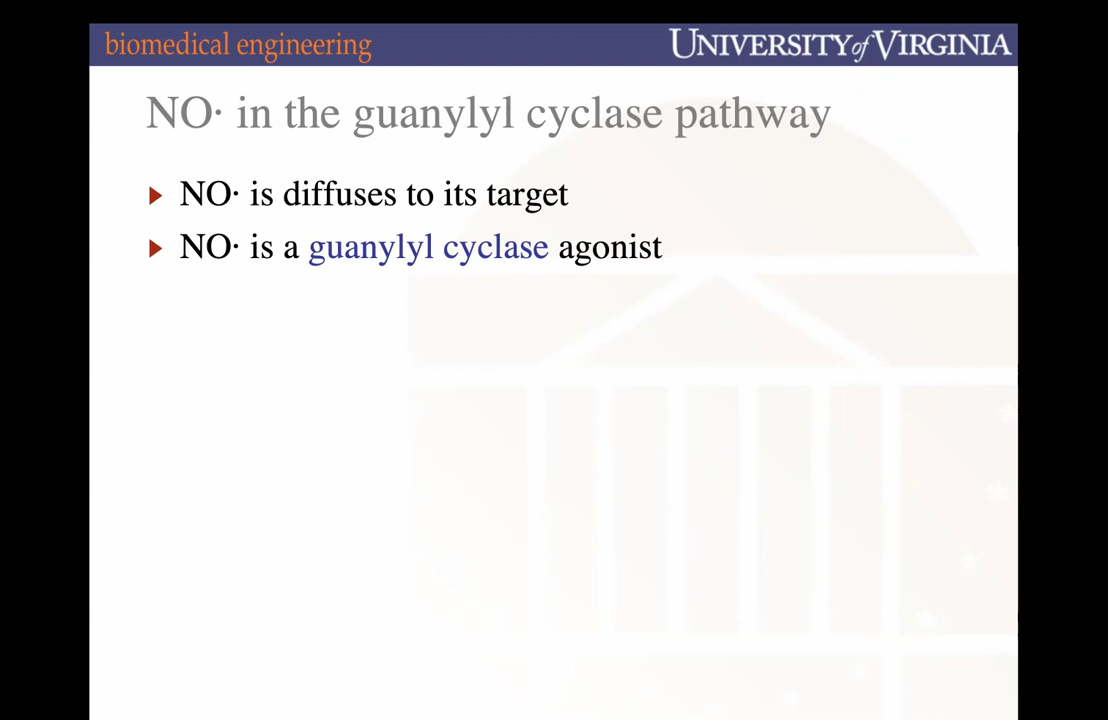 biomedical engineering
UNIVERSITY of VIRGINIA
NO· in the guanylyl cyclase pathway
NO· is diffuses to its target
NO· is a guanylyl cyclase agonist